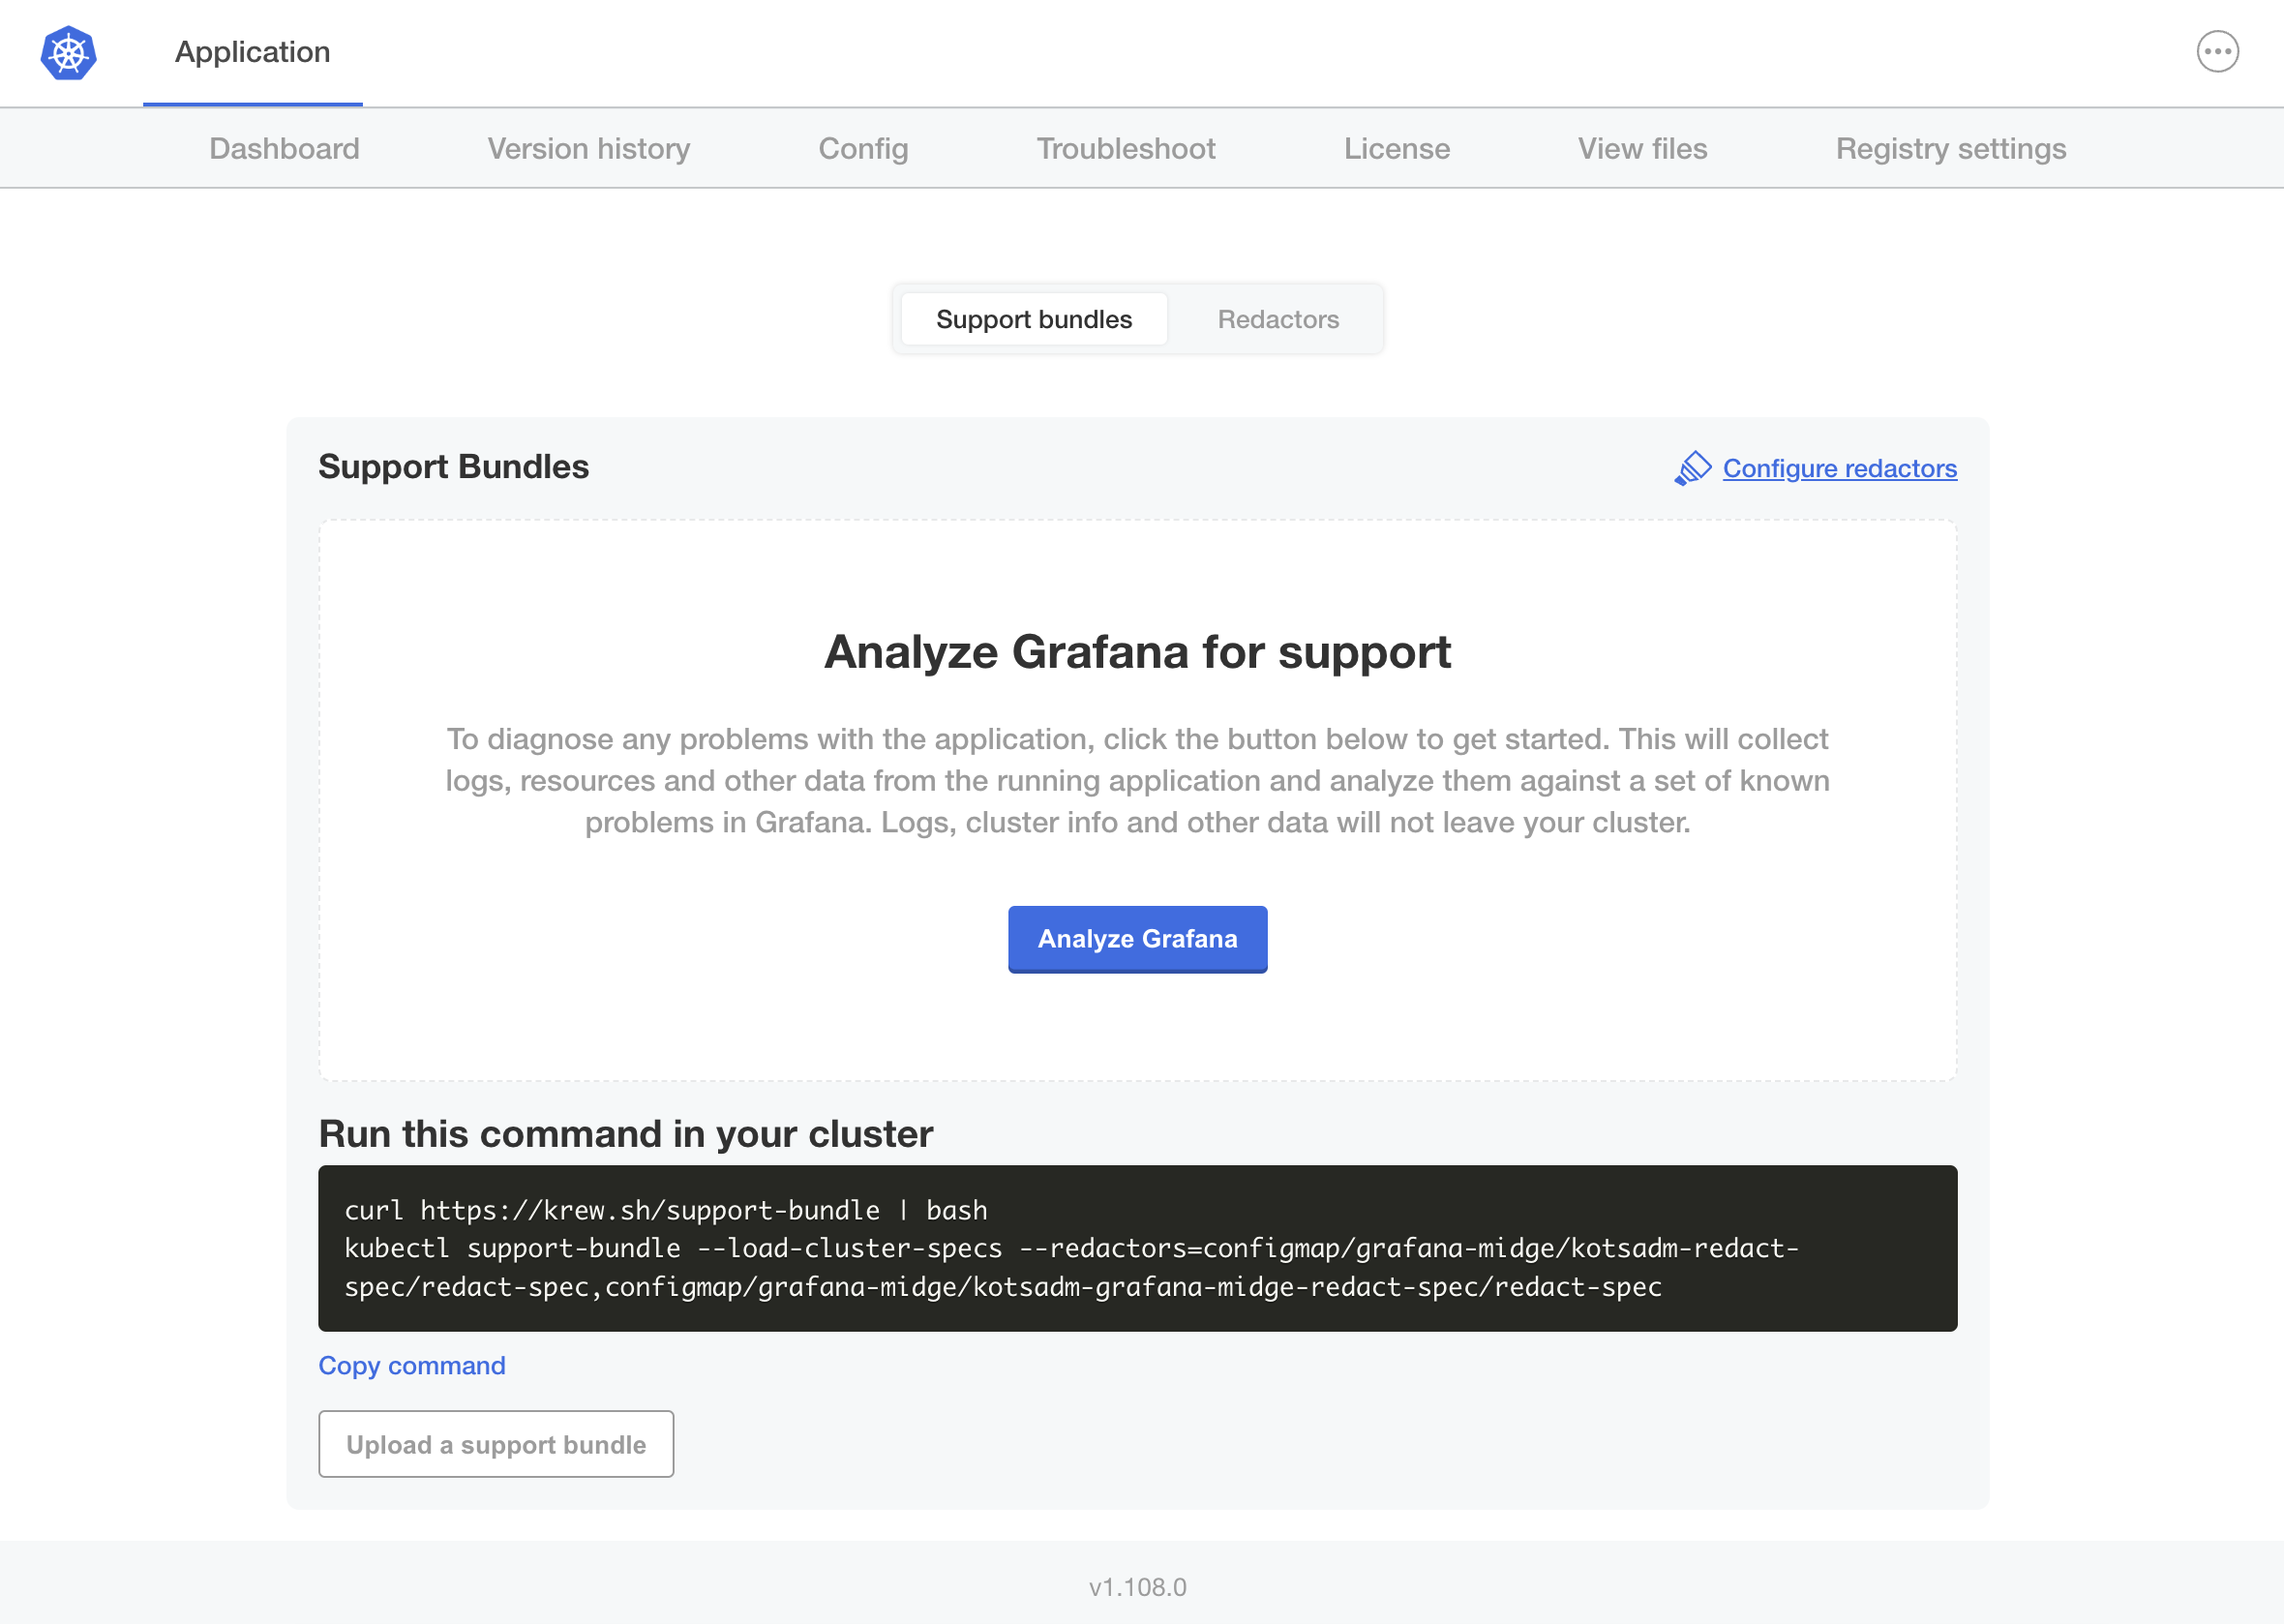 Application
Dashboard Version history Config Troubleshoot License View files Registry settings
Support bundles Redactors
Support Bundles
Configure redactors
Analyze Grafana for support
To diagnose any problems with the application, click the button below to get started. This will collect
logs, resources and other data from the running application and analyze them against a set of known
problems in Grafana. Logs, cluster info and other data will not leave your cluster.
Analyze Grafana
Run this command in your cluster
curl https://krew.sh/support-bundle | bash
kubectl support-bundle --load-cluster-specs --redactors=configmap/grafana-midge/kotsadm-redact-
spec/redact-spec,configmap/grafana-midge/kotsadm-grafana-midge-redact-spec/redact-spec
Copy command
Upload a support bundle
v1.108.0